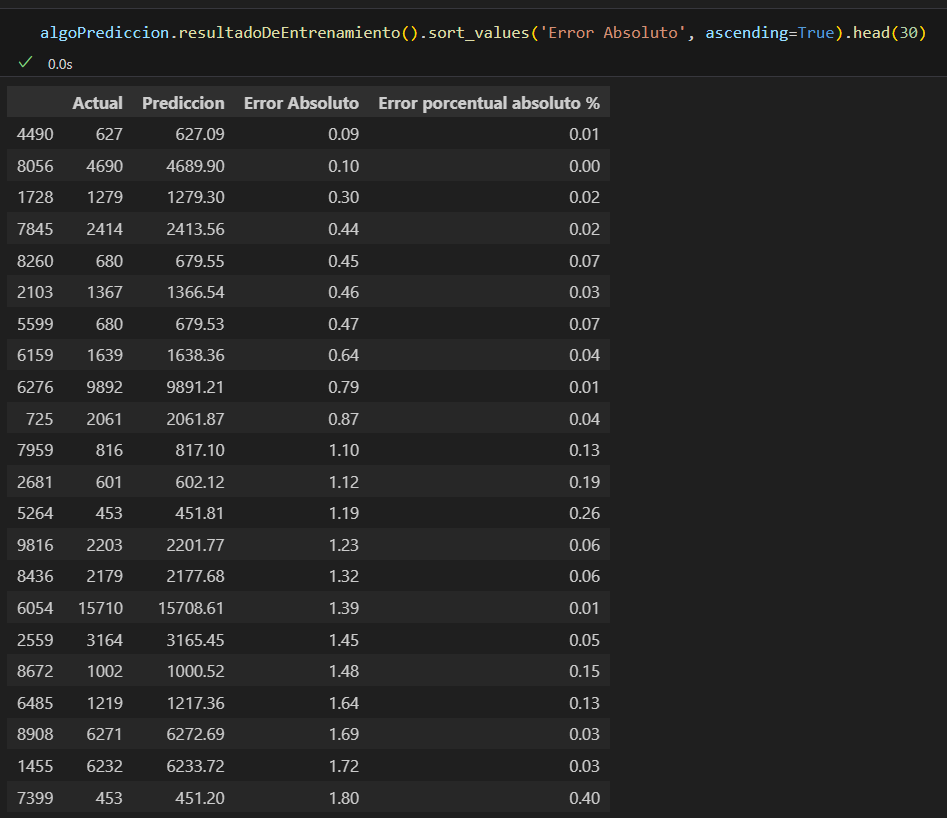 algoPrediccion.resultadoDeEntrenamiento().sort_values('Error Absoluto', ascending=True).head(30)
0.0s
Actual Prediccion Error Absoluto Error porcentual absoluto %
4490 627 627.09 0.09 0.01
8056 4690 4689.90 0.10 0.00
1728 1279 1279.30 0.30 0.02
7845 2414 2413.56 0.44 0.02
8260 680 679.55 0.45 0.07
2103 1367 1366.54 0.46 0.03
5599 680 679.53 0.47 0.07
6159 1639 1638.36 0.64 0.04
6276 9892 9891.21 0.79 0.01
725 2061 2061.87 0.87 0.04
7959 816 817.10 1.10 0.13
2681 601 602.12 1.12 0.19
5264 453 451.81 1.19 0.26
9816 2203 2201.77 1.23 0.06
8436 2179 2177.68 1.32 0.06
6054 15710 15708.61 1.39 0.01
2559 3164 3165.45 1.45 0.05
8672 1002 1000.52 1.48 0.15
6485 1219 1217.36 1.64 0.13
8908 6271 6272.69 1.69 0.03
1455 6232 6233.72 1.72 0.03
7399 453 451.20 1.80 0.40